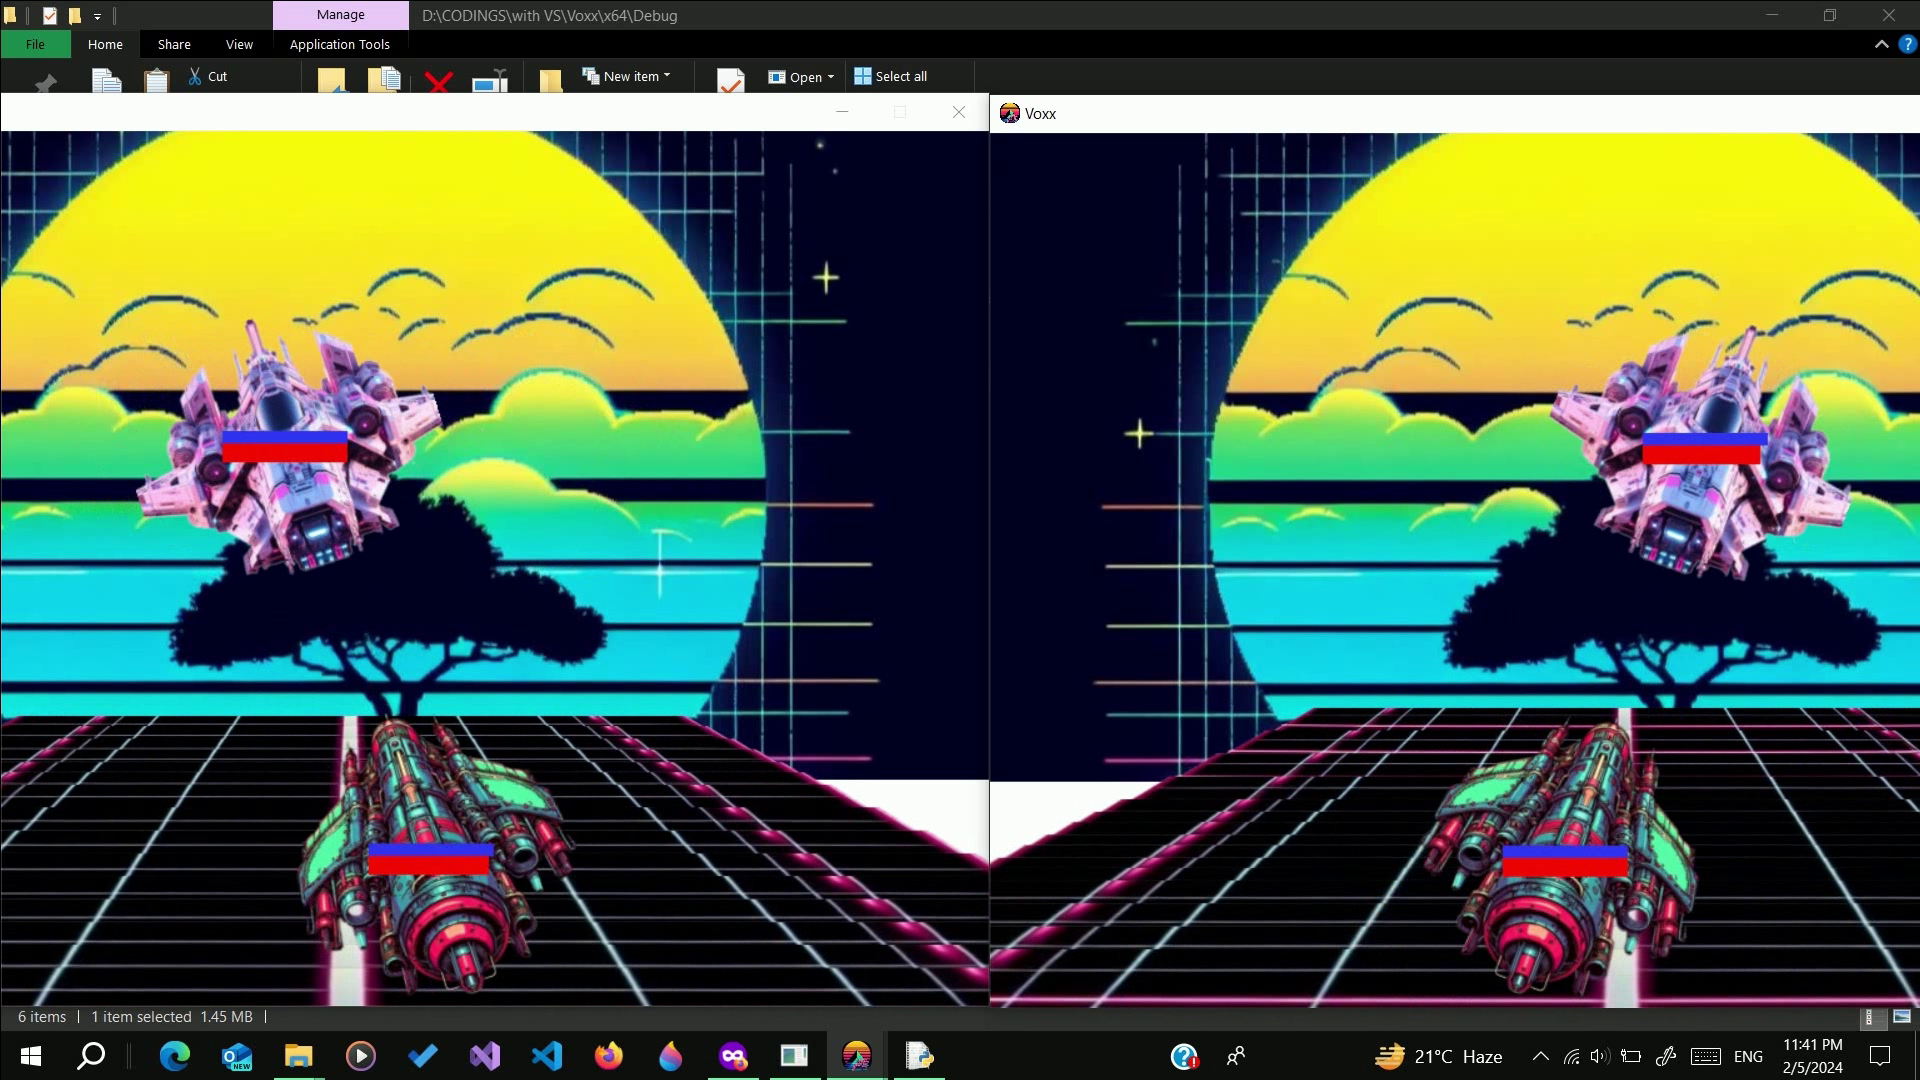 Manage
D:\CODINGS\with VS\Voxx\x64\Debug
File Home Share View Application Tools
?
Cut
New item
Open
Select all
Voxx
6 items 1 item selected 1.45 MB
NEW
21°C Haze
ENG
11:41 PM
2/5/2024